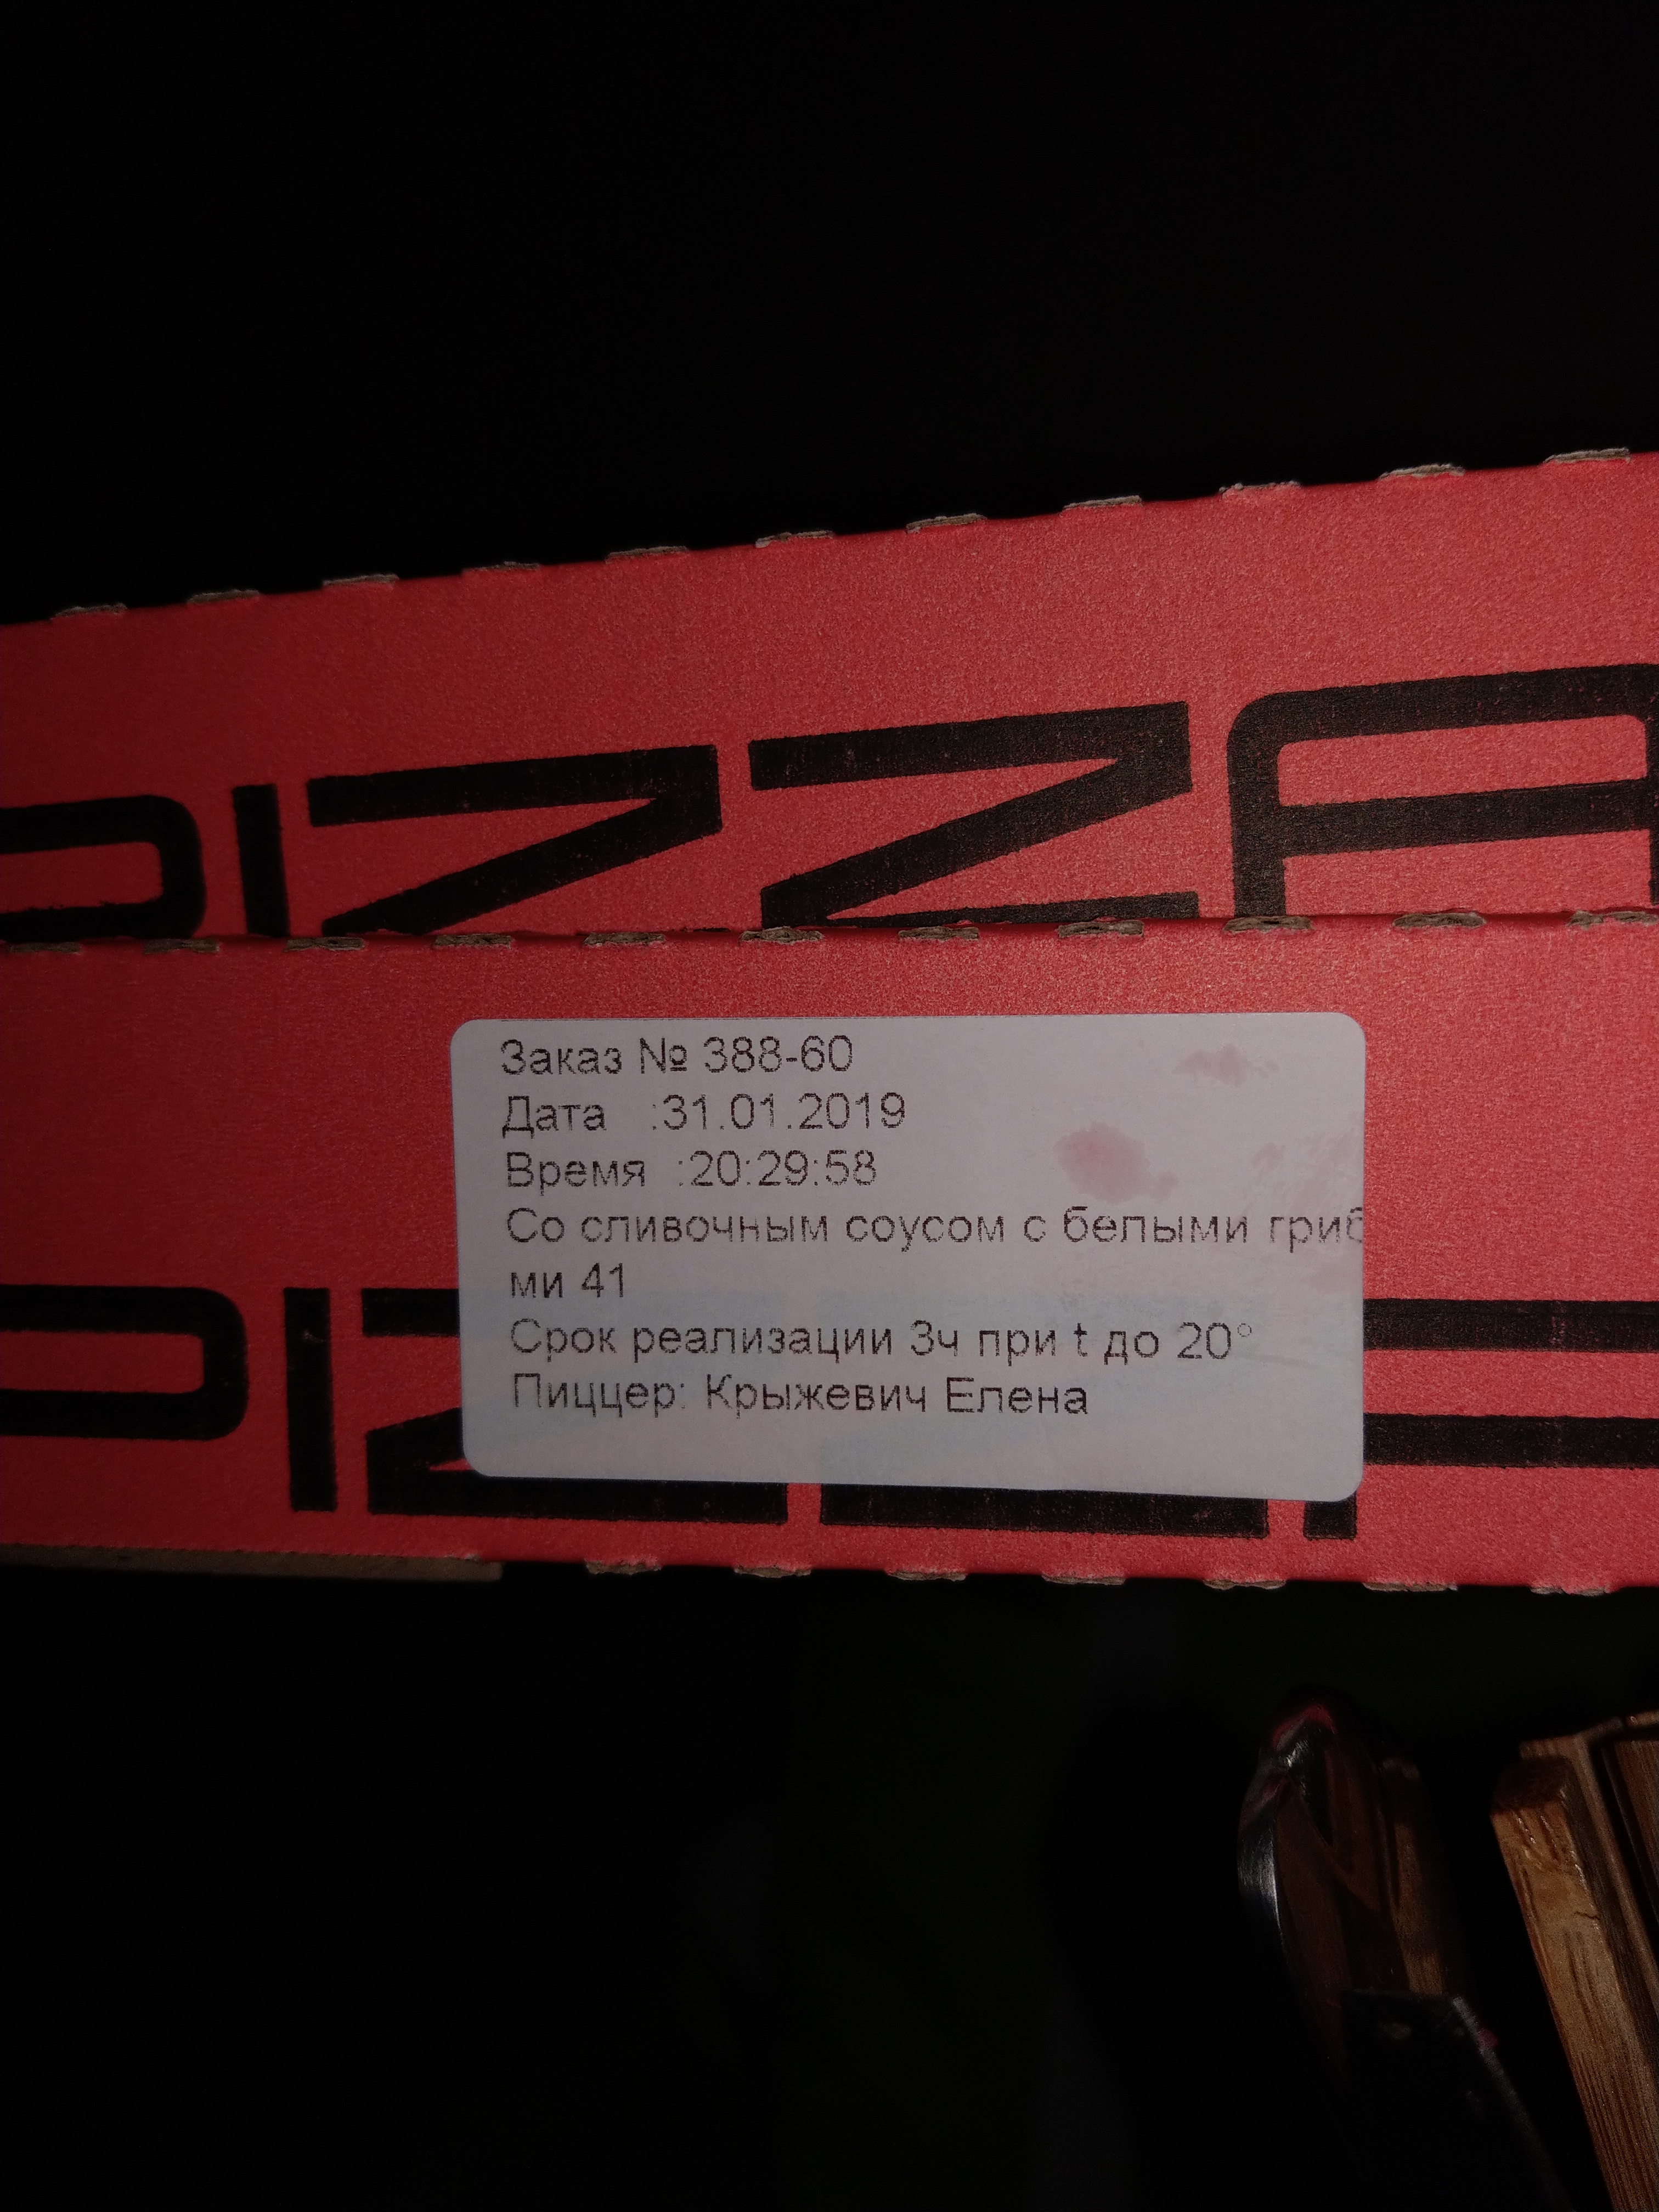 PIZZA
Заказ № 388-60
Дата :31.01.2019
Время :20:29:58
Со сливочным соусом с белыми гриб
ми 41
Срок реализации 3ч при t до 20°
Пиццер: Крыжевич Елена